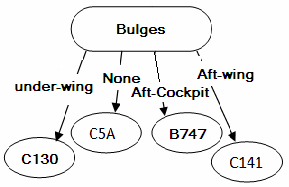 Bulges
under-wing
None
Aft-Cockpit
Aft-wing
C130
C5A
B747
C141